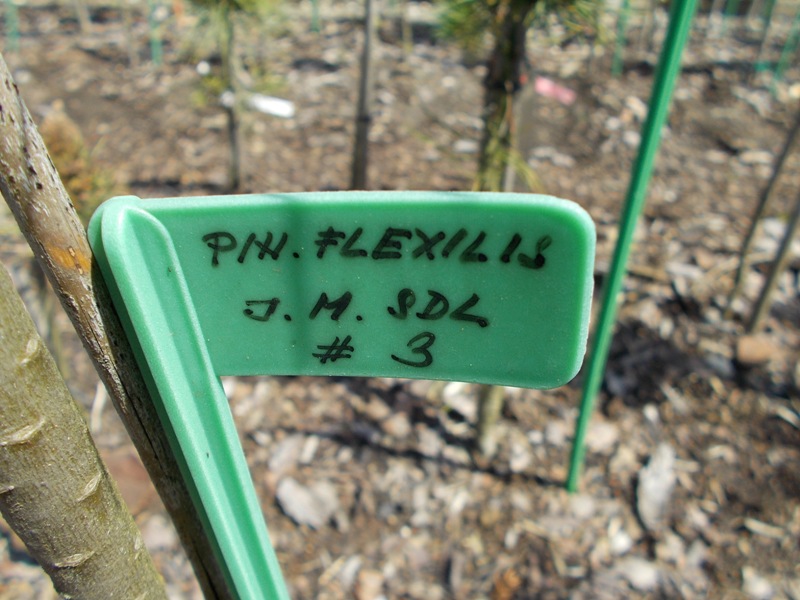 PIN. FLEXILIS
J. M. SDL
# 3